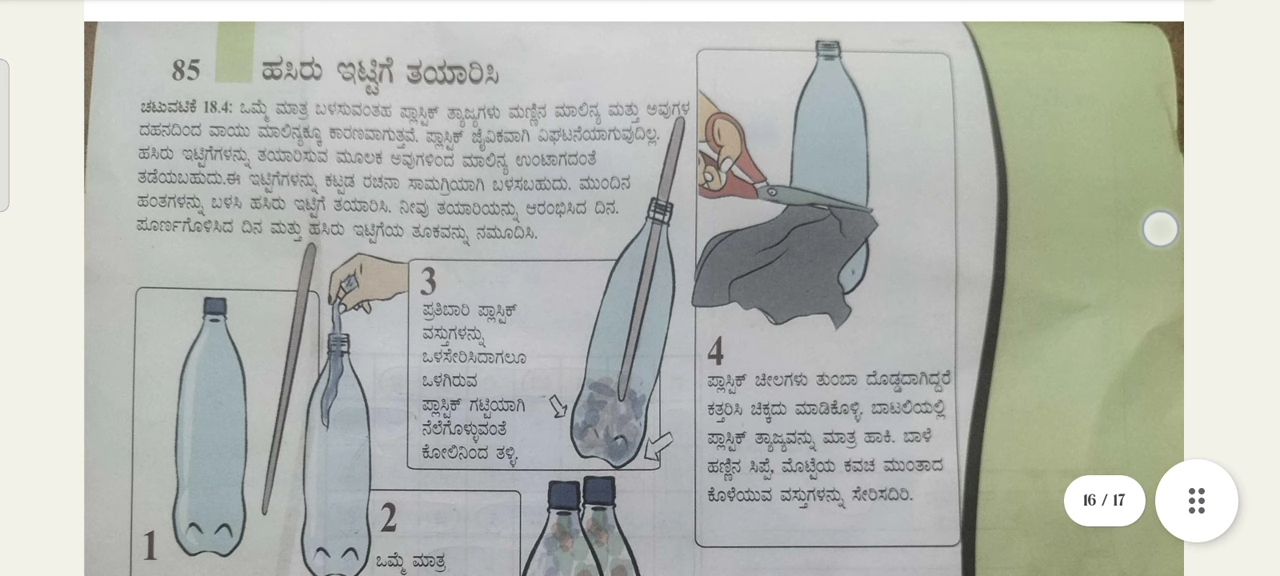 85 ಹಸಿರು ಇಟ್ಟಿಗೆ ತಯಾರಿಸಿ
ಚಟುವಟಿಕೆ 18.4: ಒಮ್ಮೆ ಮಾತ್ರ ಬಳಸುವಂತಹ ಪ್ಲಾಸ್ಟಿಕ್ ತ್ಯಾಜ್ಯಗಳು ಮಣ್ಣಿನ ಮಾಲಿನ್ಯ ಮತ್ತು ಅವುಗಳ
ದಹನದಿಂದ ವಾಯು ಮಾಲಿನ್ಯಕ್ಕೂ ಕಾರಣವಾಗುತ್ತವೆ. ಪ್ಲಾಸ್ಟಿಕ್ ಜೈವಿಕವಾಗಿ ವಿಘಟನೆಯಾಗುವುದಿಲ್ಲ.
ಹಸಿರು ಇಟ್ಟಿಗೆಗಳನ್ನು ತಯಾರಿಸುವ ಮೂಲಕ ಅವುಗಳಿಂದ ಮಾಲಿನ್ಯ ಉಂಟಾಗದಂತೆ
ತಡೆಯಬಹುದು.ಈ ಇಟ್ಟಿಗೆಗಳನ್ನು ಕಟ್ಟಡ ರಚನಾ ಸಾಮಗ್ರಿಯಾಗಿ ಬಳಸಬಹುದು. ಮುಂದಿನ
ಹಂತಗಳನ್ನು ಬಳಸಿ ಹಸಿರು ಇಟ್ಟಿಗೆ ತಯಾರಿಸಿ. ನೀವು ತಯಾರಿಯನ್ನು ಆರಂಭಿಸಿದ ದಿನ.
ಪೂರ್ಣಗೊಳಿಸಿದ ದಿನ ಮತ್ತು ಹಸಿರು ಇಟ್ಟಿಗೆಯ ತೂಕವನ್ನು ನಮೂದಿಸಿ.
1
2
ಒಮ್ಮೆ ಮಾತ್ರ
3
ಪ್ರತಿಬಾರಿ ಪ್ಲಾಸ್ಟಿಕ್
ವಸ್ತುಗಳನ್ನು
ಒಳಸೇರಿಸಿದಾಗಲೂ
ಒಳಗಿರುವ
ಪ್ಲಾಸ್ಟಿಕ್ ಗಟ್ಟಿಯಾಗಿ
ನೆಲೆಗೊಳ್ಳುವಂತೆ
ಕೋಲಿನಿಂದ ತಳ್ಳಿ.
4
ಪ್ಲಾಸ್ಟಿಕ್ ಚೀಲಗಳು ತುಂಬಾ ದೊಡ್ಡದಾಗಿದ್ದರೆ
ಕತ್ತರಿಸಿ ಚಿಕ್ಕದು ಮಾಡಿಕೊಳ್ಳಿ. ಬಾಟಲಿಯಲ್ಲಿ
ಪ್ಲಾಸ್ಟಿಕ್ ತ್ಯಾಜ್ಯವನ್ನು ಮಾತ್ರ ಹಾಕಿ. ಬಾಳೆ
ಹಣ್ಣಿನ ಸಿಪ್ಪೆ, ಮೊಟ್ಟೆಯ ಕವಚ ಮುಂತಾದ
ಕೊಳೆಯುವ ವಸ್ತುಗಳನ್ನು ಸೇರಿಸದಿರಿ.
16 / 17